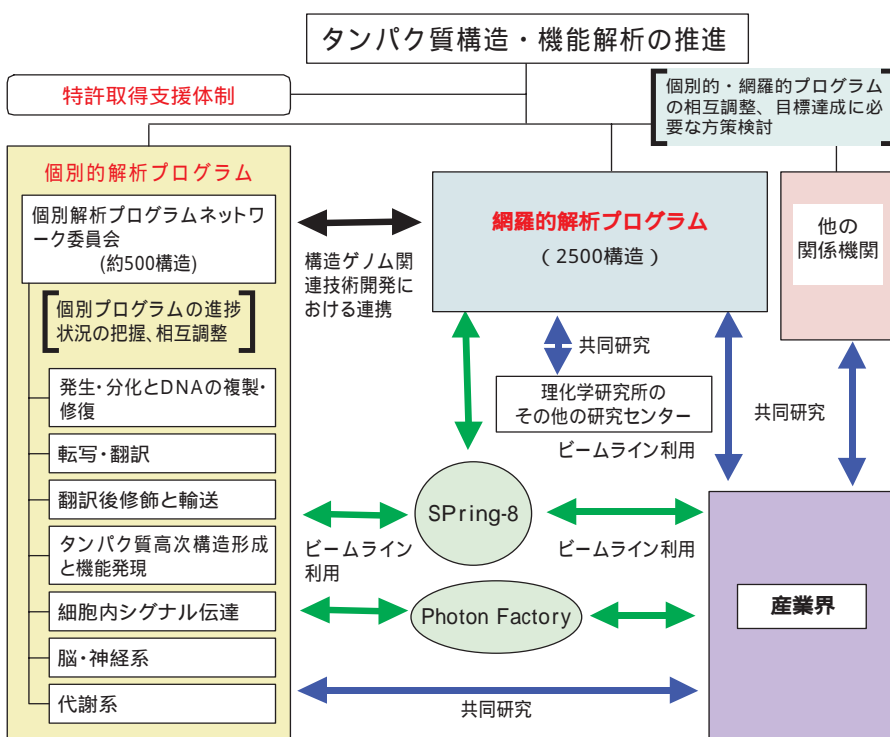 タンパク質構造・機能解析の推進
特許取得支援体制
個別的・網羅的プログラム
の相互調整、目標達成に必
要な方策検討
個別的解析プログラム
個別解析プログラムネットワ
ーク委員会
(約500構造)
個別プログラムの進捗
状況の把握、相互調整
発生・分化とDNAの複製・
修復
転写・翻訳
翻訳後修飾と輸送
タンパク質高次構造形成
と機能発現
細胞内シグナル伝達
脳・神経系
代謝系
構造ゲノム関
連技術開発に
おける連携
網羅的解析プログラム
(2500構造)
他の
関係機関
共同研究
理化学研究所の
その他の研究センター
ビームライン利用
共同研究
SPring-8
ビームライン
利用
ビームライン利用
Photon Factory
産業界
共同研究